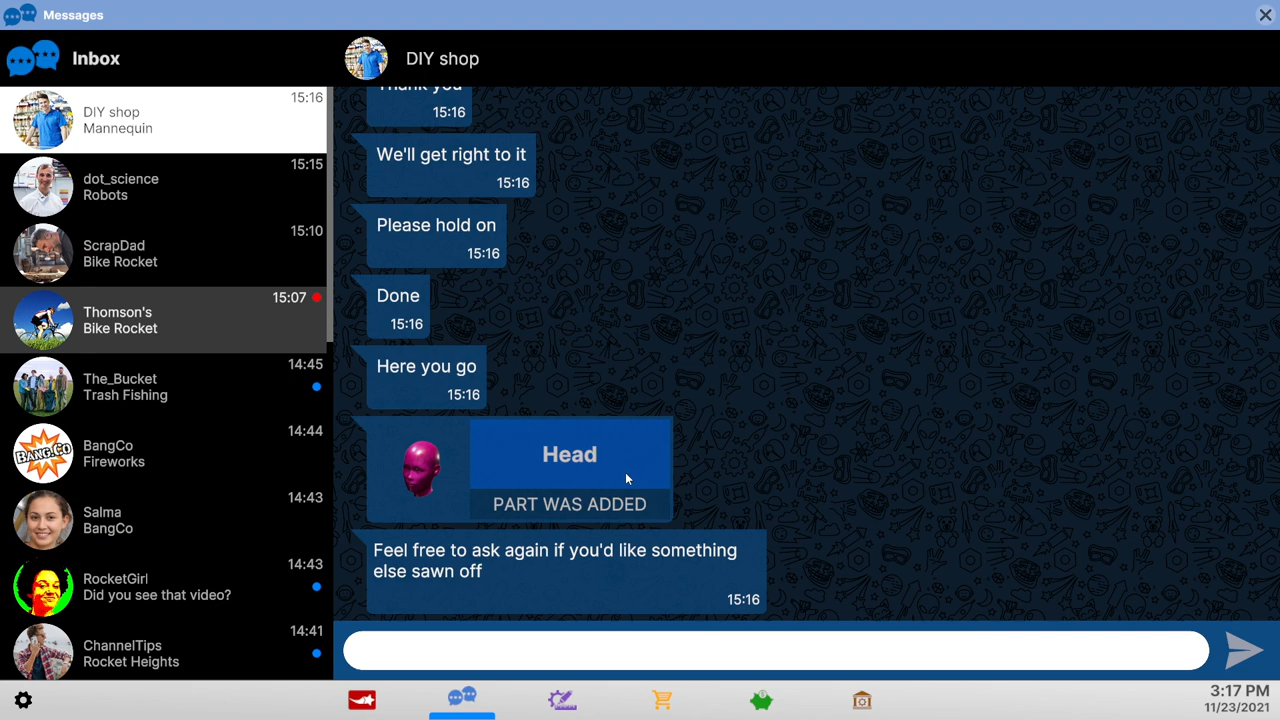 Messages
Inbox
DIY shop
15:16
DIY shop
Mannequin
15:15
dot_science
Robots
15:10
ScrapDad
Bike Rocket
15:07
Thomson's
Bike Rocket
14:45
The_Bucket
Trash Fishing
14:44
BangCo
Fireworks
BANG.CO
14:43
Salma
BangCo
14:43
RocketGirl
Did you see that video?
14:41
ChannelTips
Rocket Heights
Thank you
15:16
We'll get right to it
15:16
Please hold on
15:16
Done
15:16
Here you go
15:16
Head
PART WAS ADDED
Feel free to ask again if you'd like something
else sawn off
15:16
3:17 PM
11/23/2021